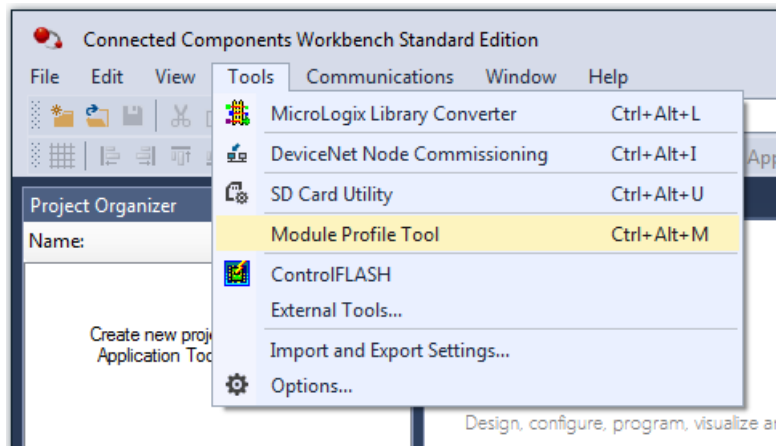 Connected Components Workbench Standard Edition
File Edit View Tools Communications Window Help
MicroLogix Library Converter Ctrl+Alt+L
DeviceNet Node Commissioning Ctrl+Alt+I
SD Card Utility Ctrl+Alt+U
Project Organizer
Module Profile Tool Ctrl+Alt+M
Name:
ControlFLASH
External Tools...
Create new
Import and Export Settings...
Application
Options...
Design, configure, program, visualize